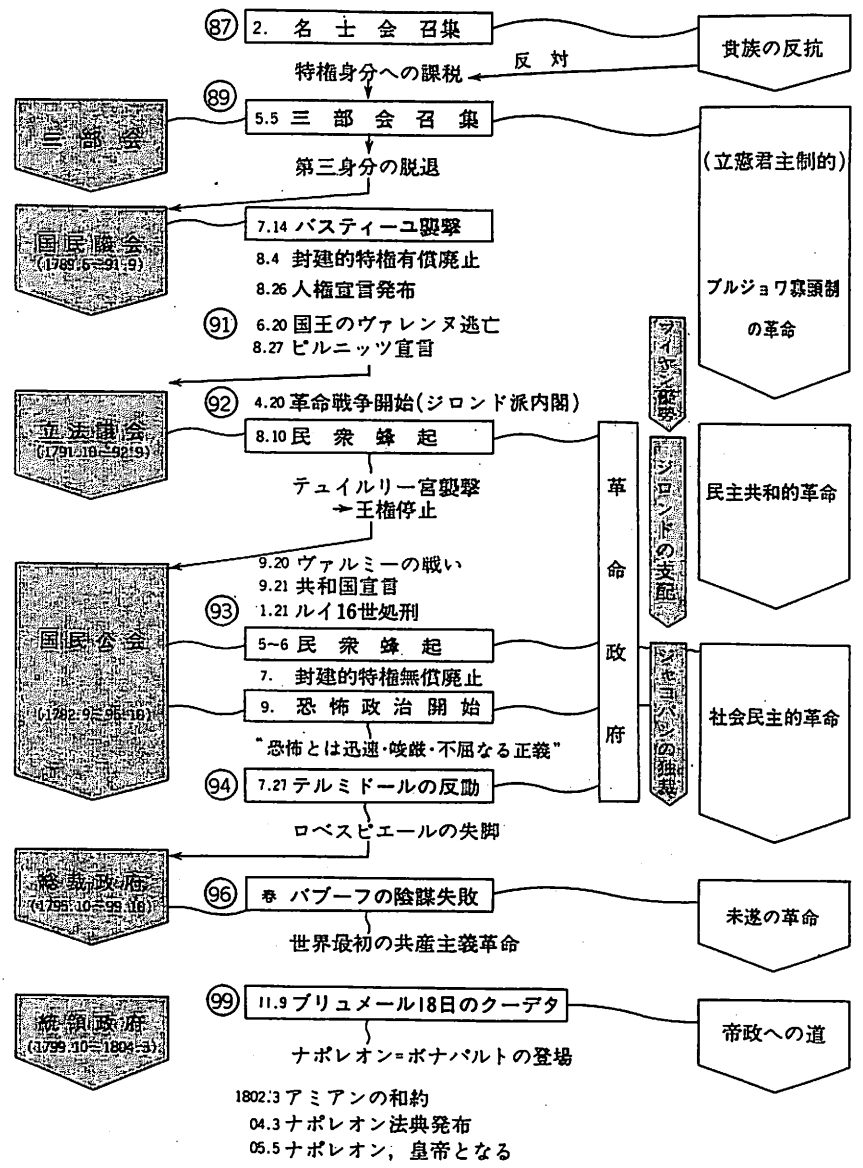 87
2. 名士会召集
貴族の反抗
反対
特権身分への課税
89
三部会
5.5 三部会召集
(立憲君主制的)
第三身分の脱退
国民議会
(1789.6~91.9)
7.14 バスティーユ襲撃
8.4 封建的特権有償廃止
8.26 人権宣言発布
ブルジョワ寡頭制
の革命
91
6.20 国王のヴァレンヌ逃亡
8.27 ピルニッツ宣言
フイヤン優勢
92
4.20 革命戦争開始(ジロンド派内閣)
立法議会
(1791.10~92.9)
8.10 民衆蜂起
革命政府
ジロンドの支配
民主共和的革命
テュイルリー宮襲撃
→王権停止
9.20 ヴァルミーの戦い
9.21 共和国宣言
93
1.21 ルイ16世処刑
国民公会
5~6 民衆蜂起
7. 封建的特権無償廃止
9. 恐怖政治開始
ジャコバンの独裁
社会民主的革命
“恐怖とは迅速・峻厳・不屈なる正義”
94
7.27 テルミドールの反動
ロベスピエールの失脚
総裁政府
(1795.10~99.10)
96
春 バブーフの陰謀失敗
未遂の革命
世界最初の共産主義革命
99
11.9 ブリュメール18日のクーデタ
統領政府
(1799.10~1804.5)
帝政への道
ナポレオン=ボナパルトの登場
1802.3 アミアンの和約
04.3 ナポレオン法典発布
05.5 ナポレオン, 皇帝となる